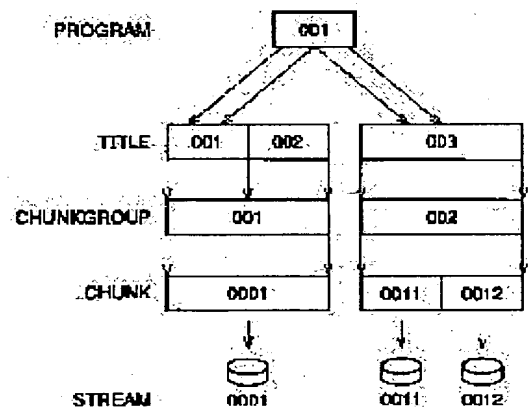 PROGRAM 001
TITLE 001 002 003
CHUNKGROUP 001 002
CHUNK 0001 0011 0012
STREAM 0001 0011 0012